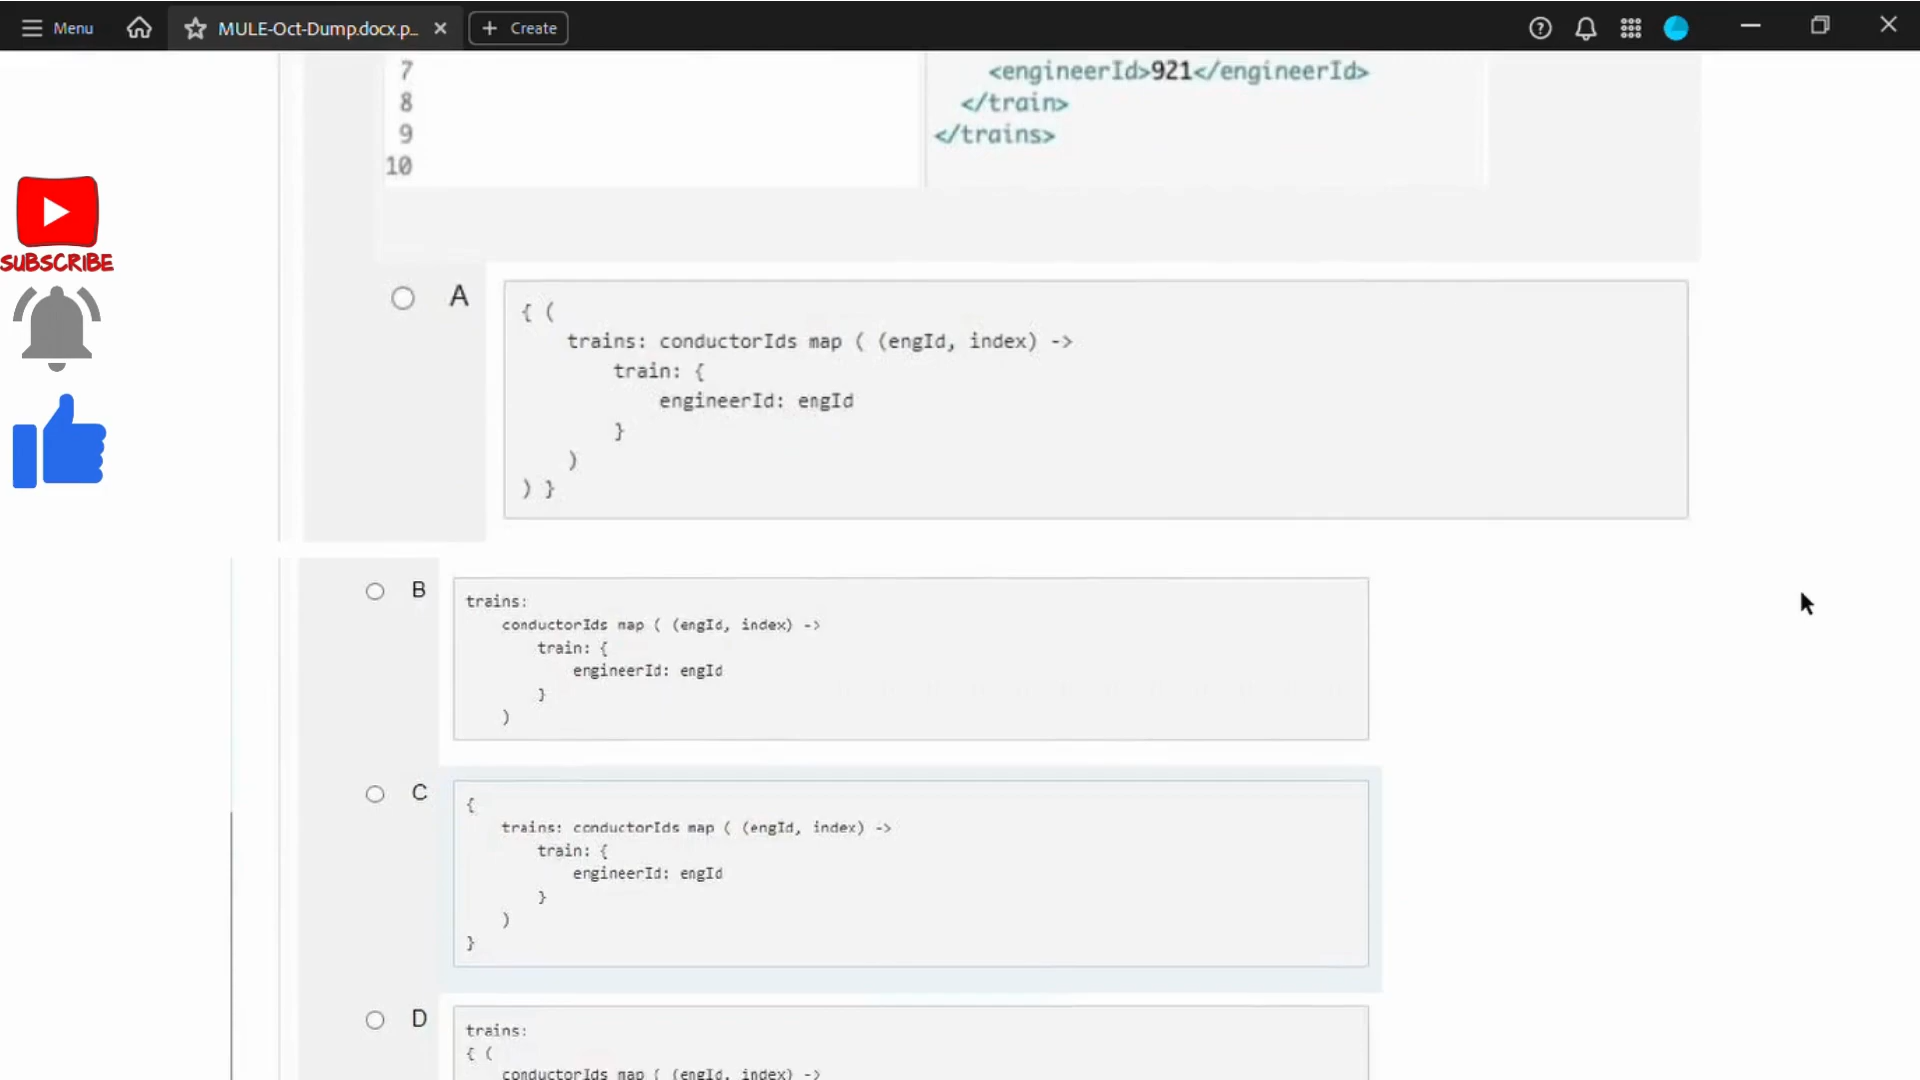 Menu
MULE-Oct-Dump.docx.p...
Create
7
<engineerId>921</engineerId>
8
</train>
9
</trains>
10
SUBSCRIBE
A
{ (
trains: conductorIds map ( (engId, index) ->
train: {
engineerId: engId
}
)
) }
B
trains:
conductorIds map ( (engId, index) ->
train: {
engineerId: engId
}
)
C
{
trains: conductorIds map ( (engId, index) ->
train: {
engineerId: engId
}
)
}
D
trains:
{ (
conductorIds map ( (engId, index) ->